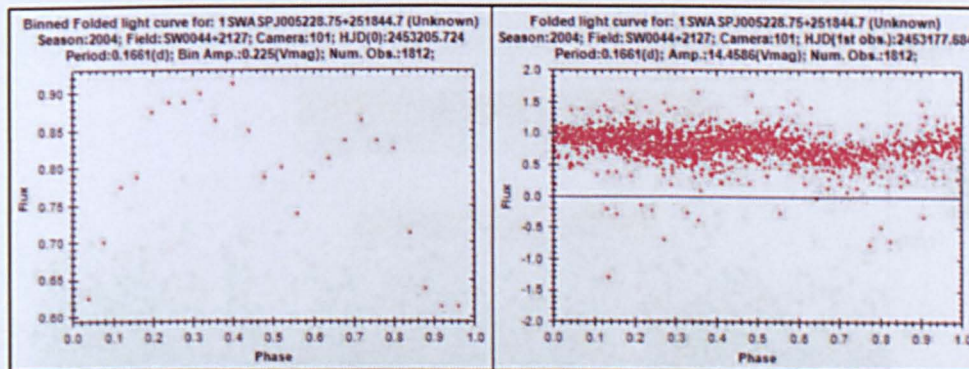 Binned Folded light curve for: 1SWASPJ005228.75+251844.7 (Unknown)
Season:2004; Field:SW0044+2127; Camera:101; HJD(0):2453205.724
Period:0.1661(d); Bin Amp.:0.225(Vmag); Num. Obs.:1812;
0.90
0.85
0.80
0.75
0.70
0.65
0.60
Flux
0.0 0.1 0.2 0.3 0.4 0.5 0.6 0.7 0.8 0.9 1.0
Phase
Folded light curve for: 1SWASPJ005228.75+251844.7 (Unknown)
Season:2004; Field:SW0044+2127; Camera:101; HJD(1st obs.):2453177.684
Period:0.1661(d); Amp.:14.4586(Vmag); Num. Obs.:1812;
2.0
1.5
1.0
0.5
0.0
-0.5
-1.0
-1.5
-2.0
Flux
0.0 0.1 0.2 0.3 0.4 0.5 0.6 0.7 0.8 0.9 1.0
Phase